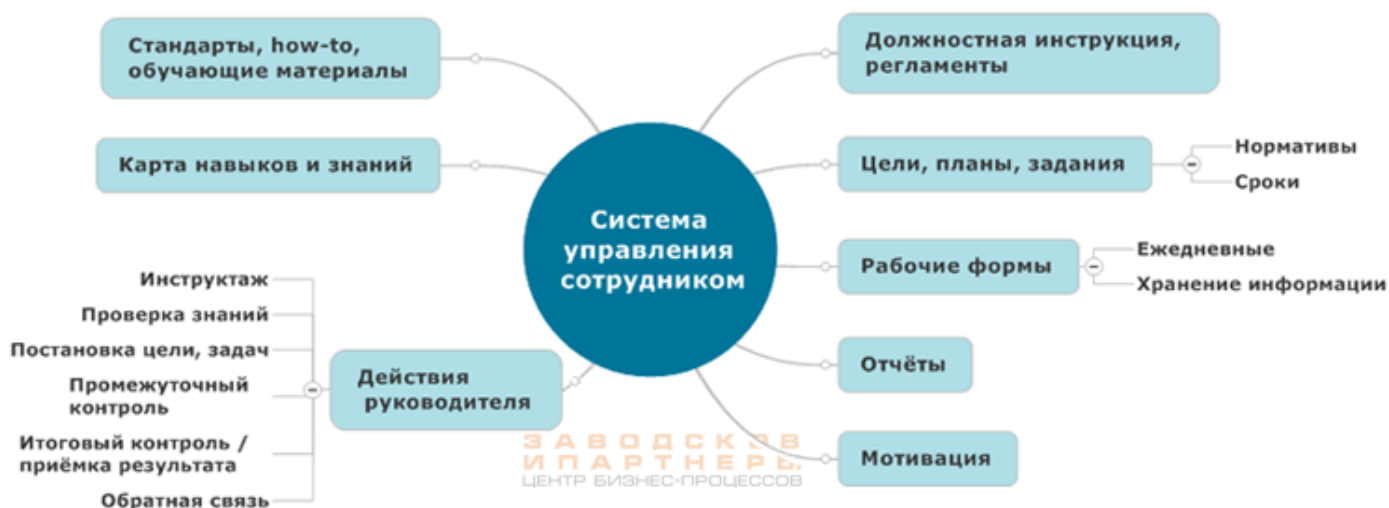 Стандарты, how-to,
обучающие материалы
Карта навыков и знаний
Инструктаж
Проверка знаний
Постановка цели, задач
Промежуточный
контроль
Итоговый контроль /
приёмка результата
Обратная связь
Действия
руководителя
Система
управления
сотрудником
Должностная инструкция,
регламенты
Цели, планы, задания
Нормативы
Сроки
Рабочие формы
Ежедневные
Хранение информации
Отчёты
Мотивация
ЗАВОДСКОВ
И ПАРТНЕРЫ
ЦЕНТР БИЗНЕС-ПРОЦЕССОВ